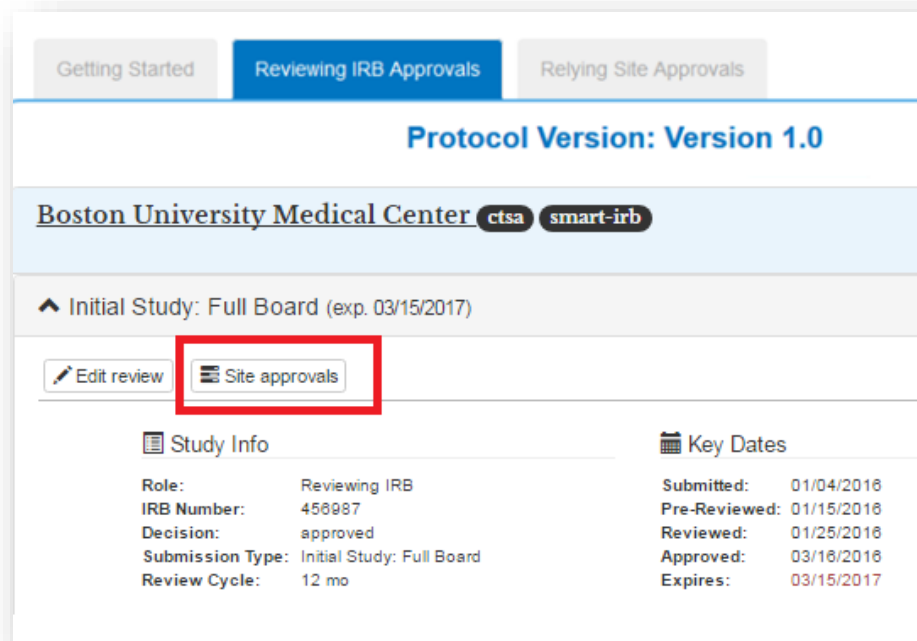 Getting Started Reviewing IRB Approvals Relying Site Approvals
Protocol Version: Version 1.0
Boston University Medical Center ctsa smart-irb
Initial Study: Full Board (exp. 03/15/2017)
Edit review Site approvals
Study Info Key Dates
Role: Reviewing IRB Submitted: 01/04/2016
IRB Number: 456987 Pre-Reviewed: 01/15/2016
Decision: approved Reviewed: 01/25/2016
Submission Type: Initial Study: Full Board Approved: 03/16/2016
Review Cycle: 12 mo Expires: 03/15/2017